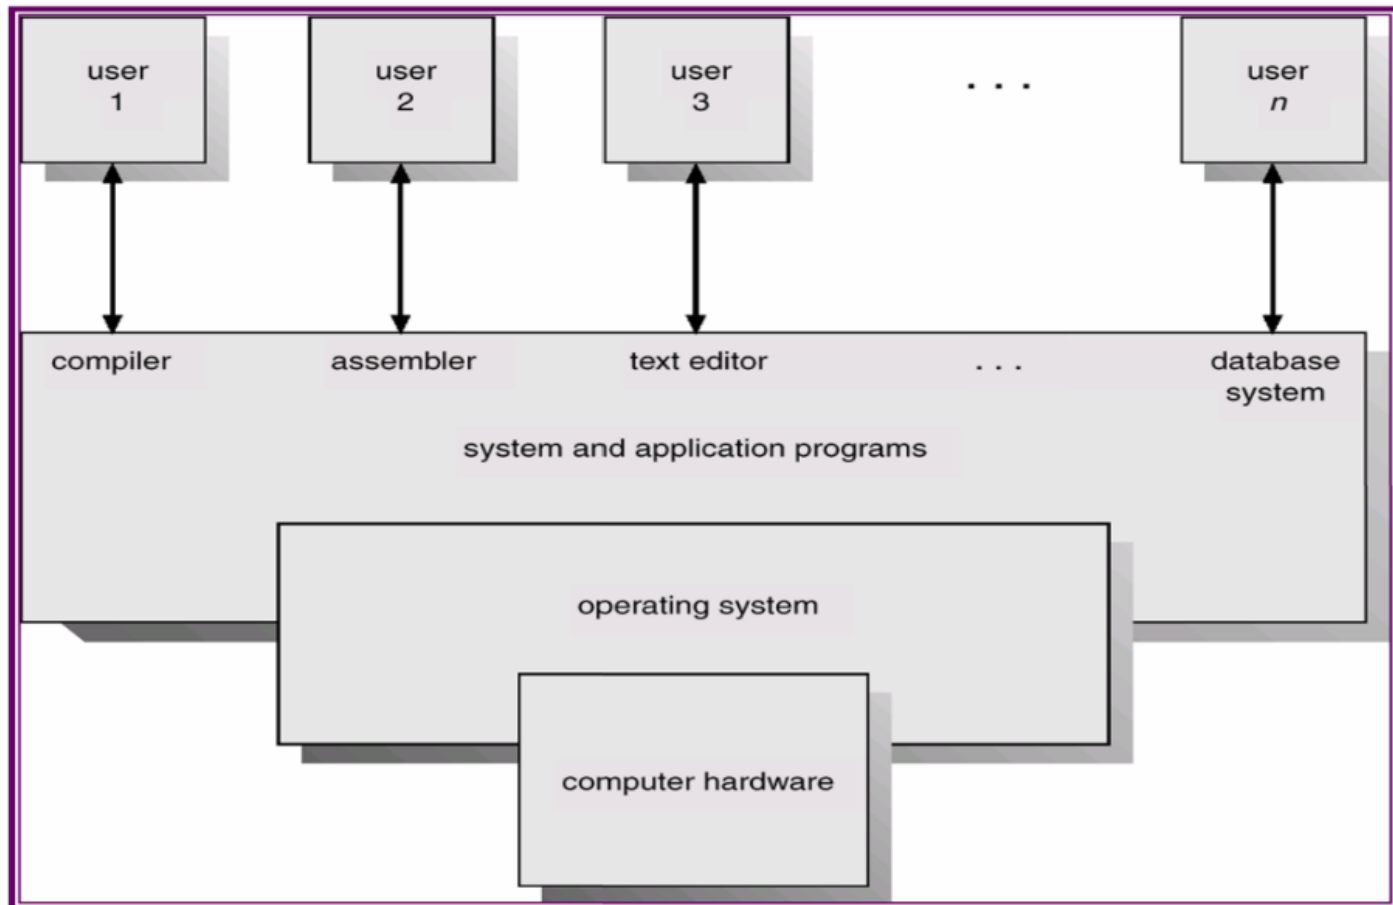 user
1
user
2
user
3
. . .
user
n
compiler
assembler
text editor
. . .
database
system
system and application programs
operating system
computer hardware